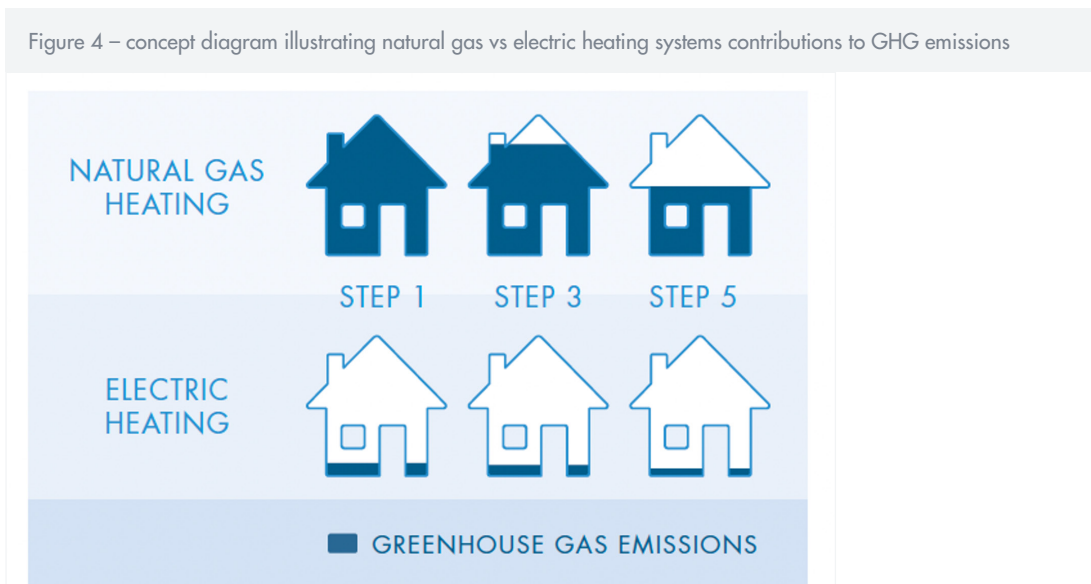 Figure 4 – concept diagram illustrating natural gas vs electric heating systems contributions to GHG emissions
NATURAL GAS
HEATING
STEP 1
STEP 3
STEP 5
ELECTRIC
HEATING
GREENHOUSE GAS EMISSIONS